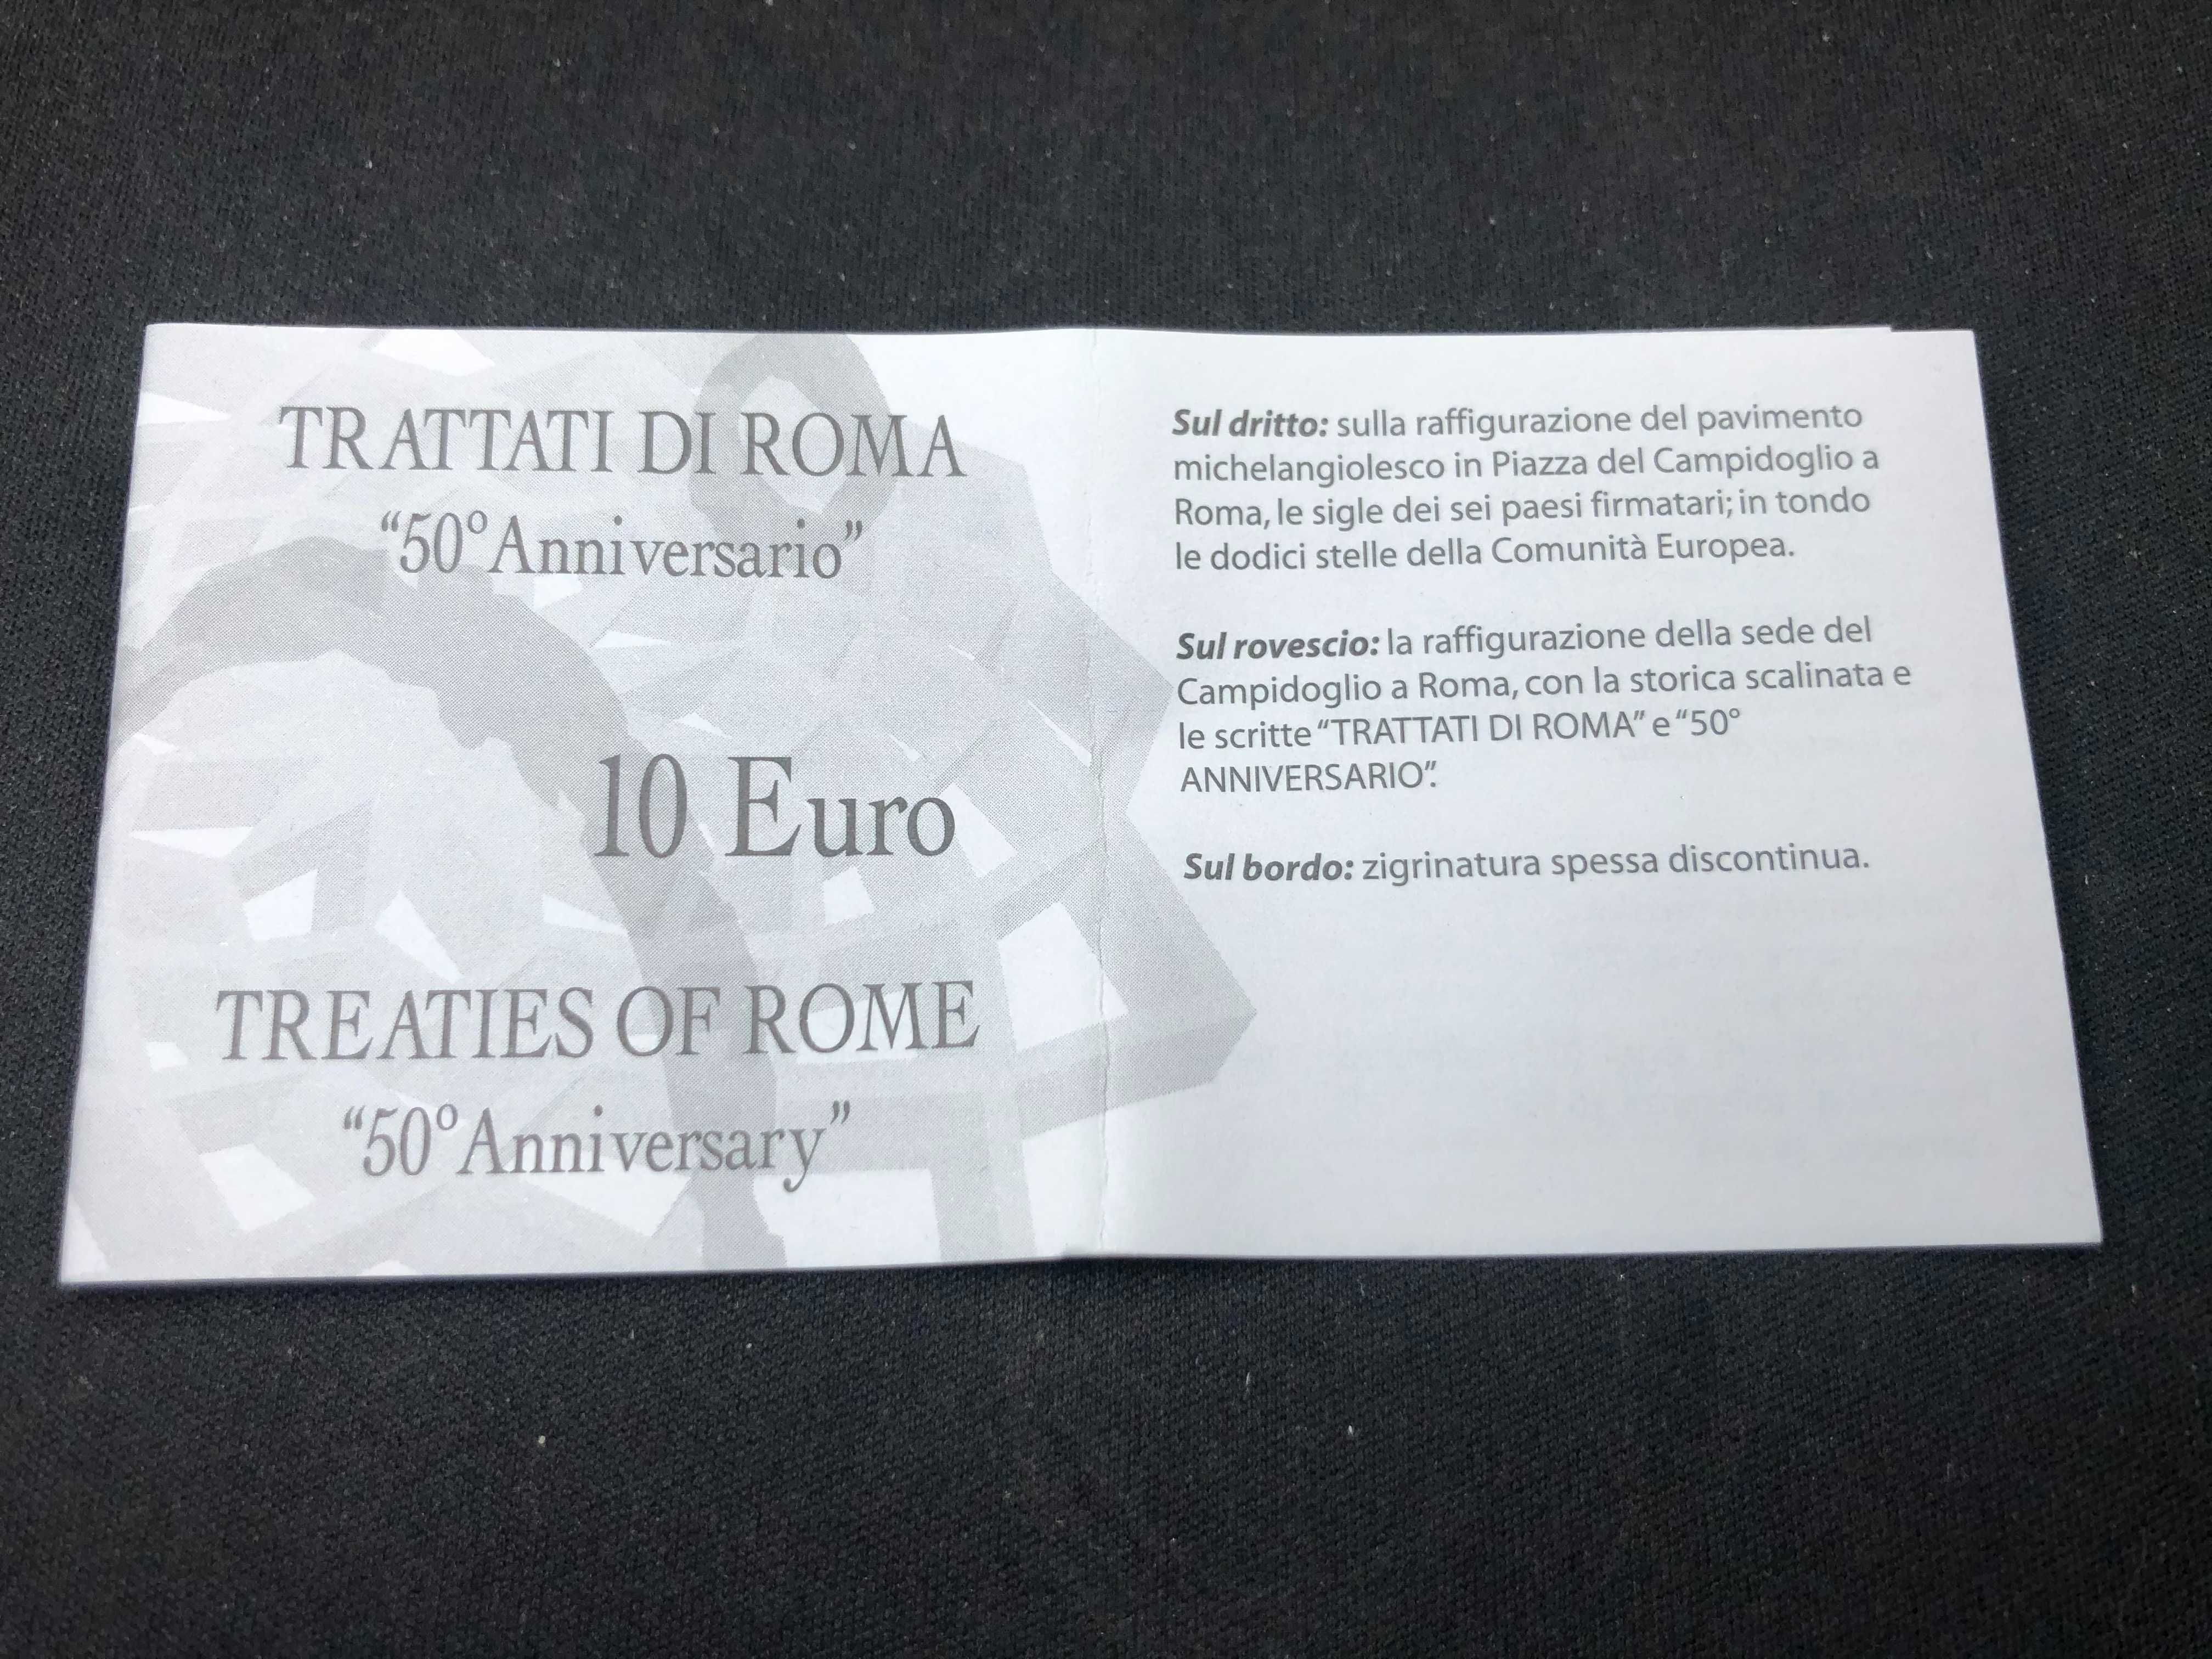 TRATTATI DI ROMA
“50° Anniversario”
10 Euro
TREATIES OF ROME
“50° Anniversary”
Sul dritto: sulla raffigurazione del pavimento
michelangiolesco in Piazza del Campidoglio a
Roma, le sigle dei sei paesi firmatari; in tondo
le dodici stelle della Comunità Europea.
Sul rovescio: la raffigurazione della sede del
Campidoglio a Roma, con la storica scalinata e
le scritte “TRATTATI DI ROMA” e “50°
ANNIVERSARIO”.
Sul bordo: zigrinatura spessa discontinua.